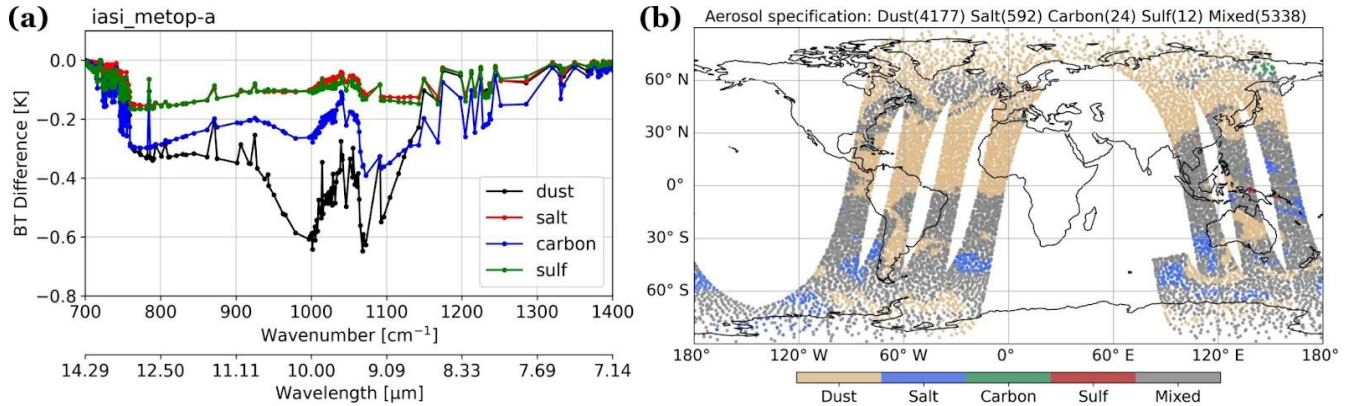 (a)
iasi_metop-a
0.0
−0.2
−0.4
−0.6
−0.8
BT Difference [K]
dust
salt
carbon
sulf
700 800 900 1000 1100 1200 1300 1400
Wavenumber [cm⁻¹]
14.29 12.50 11.11 10.00 9.09 8.33 7.69 7.14
Wavelength [μm]
(b)
Aerosol specification: Dust(4177) Salt(592) Carbon(24) Sulf(12) Mixed(5338)
60° N
30° N
0°
30° S
60° S
180° 120° W 60° W 0° 60° E 120° E 180°
Dust Salt Carbon Sulf Mixed